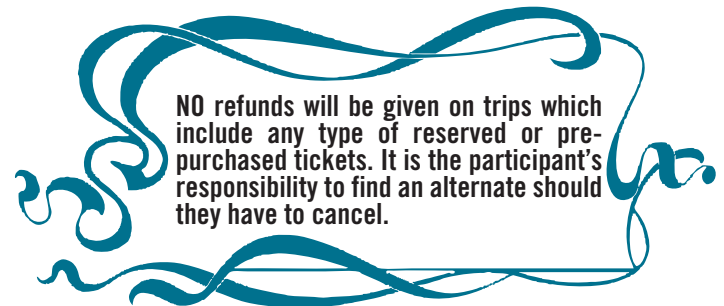 NO refunds will be given on trips which
include any type of reserved or pre-
purchased tickets. It is the participant's
responsibility to find an alternate should
they have to cancel.